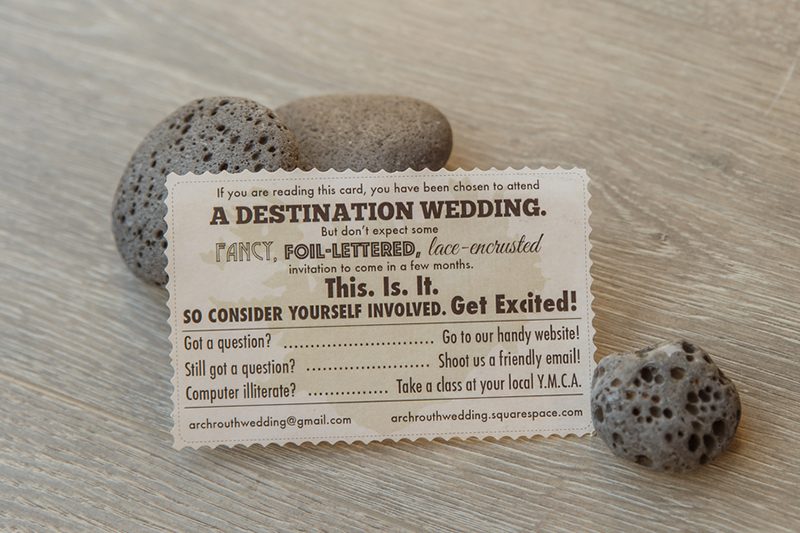 If you are reading this card, you have been chosen to attend
A DESTINATION WEDDING.
But don't expect some
FANCY, FOIL-LETTERED, lace-encrusted
invitation to come in a few months.
This. Is. It.
SO CONSIDER YOURSELF INVOLVED. Get Excited!
Got a question? .............................. Go to our handy website!
Still got a question? .......................... Shoot us a friendly email!
Computer illiterate? ................ Take a class at your local Y.M.C.A.
archrouthwedding@gmail.com archrouthwedding.squarespace.com